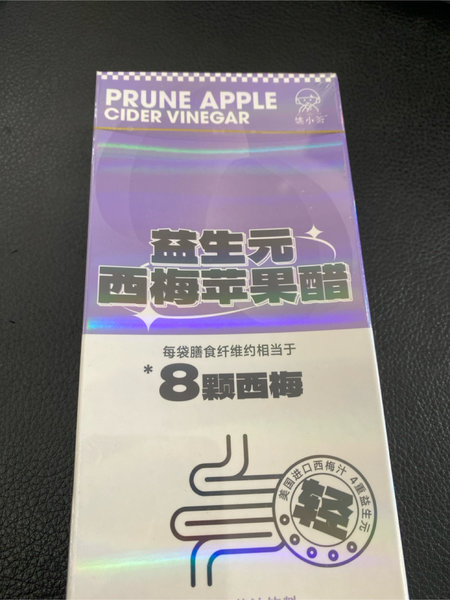 PRUNE APPLE
CIDER VINEGAR
益生元
西梅苹果醋
每袋膳食纤维约相当于
*8颗西梅
美国进口西梅汁 4重益生元
轻